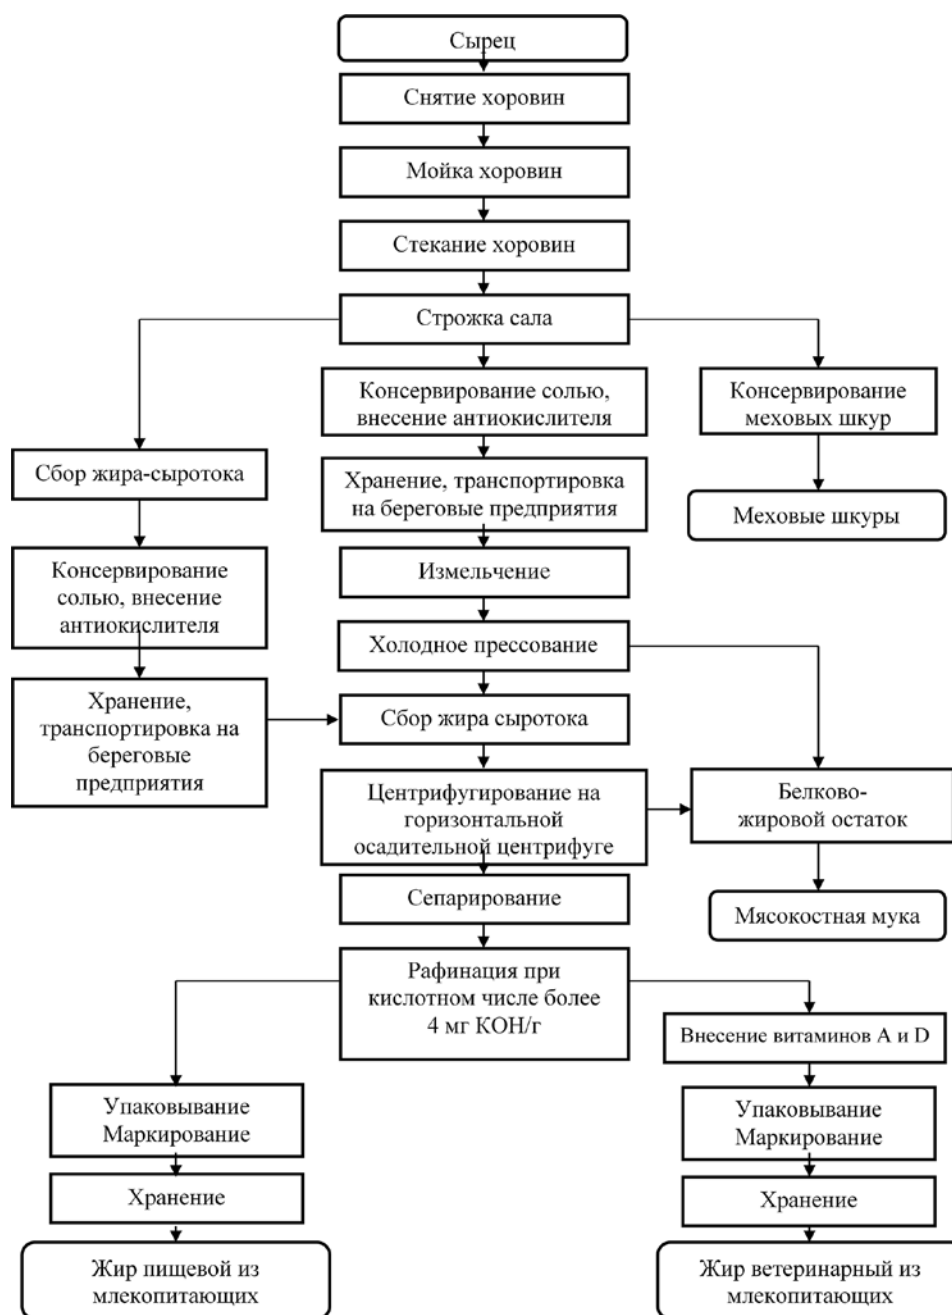 Сырец
Снятие хоровин
Мойка хоровин
Стекание хоровин
Строжка сала
Консервирование солью,
внесение антиокислителя
Консервирование
меховых шкур
Сбор жира-сыротока
Хранение, транспортировка
на береговые предприятия
Меховые шкуры
Консервирование
солью, внесение
антиокислителя
Измельчение
Холодное прессование
Хранение,
транспортировка на
береговые
предприятия
Сбор жира сыротока
Центрифугирование на
горизонтальной
осадительной центрифуге
Белково-
жировой остаток
Сепарирование
Мясокостная мука
Рафинация при
кислотном числе более
4 мг КОН/г
Внесение витаминов А и D
Упаковывание
Маркирование
Упаковывание
Маркирование
Хранение
Хранение
Жир пищевой из
млекопитающих
Жир ветеринарный из
млекопитающих